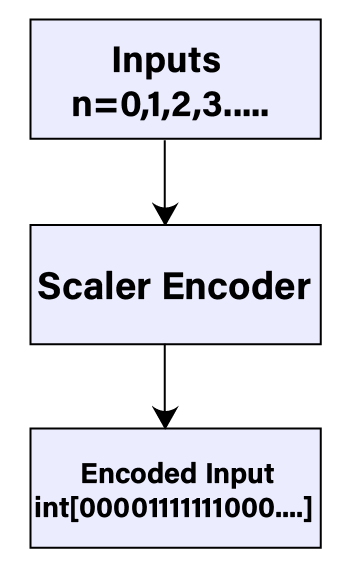 Inputs
n=0,1,2,3.....
Scaler Encoder
Encoded Input
int[00001111111000....]